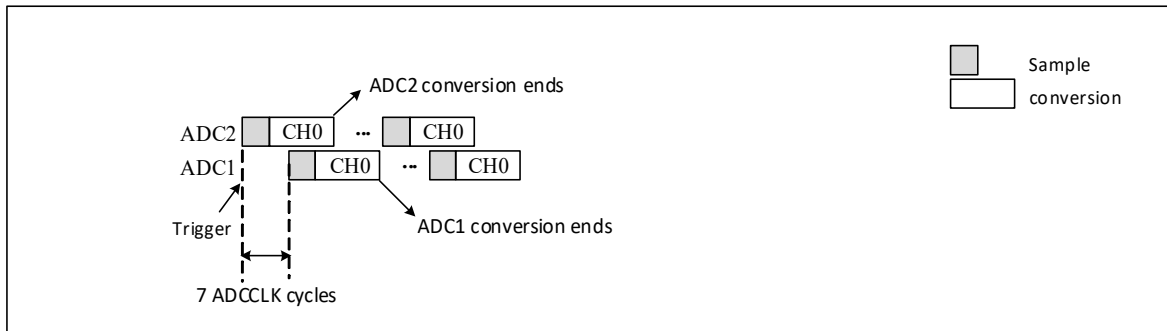 Sample
conversion
ADC2 conversion ends
ADC2 CH0 ... CH0
ADC1 CH0 ... CH0
Trigger
ADC1 conversion ends
7 ADCCLK cycles